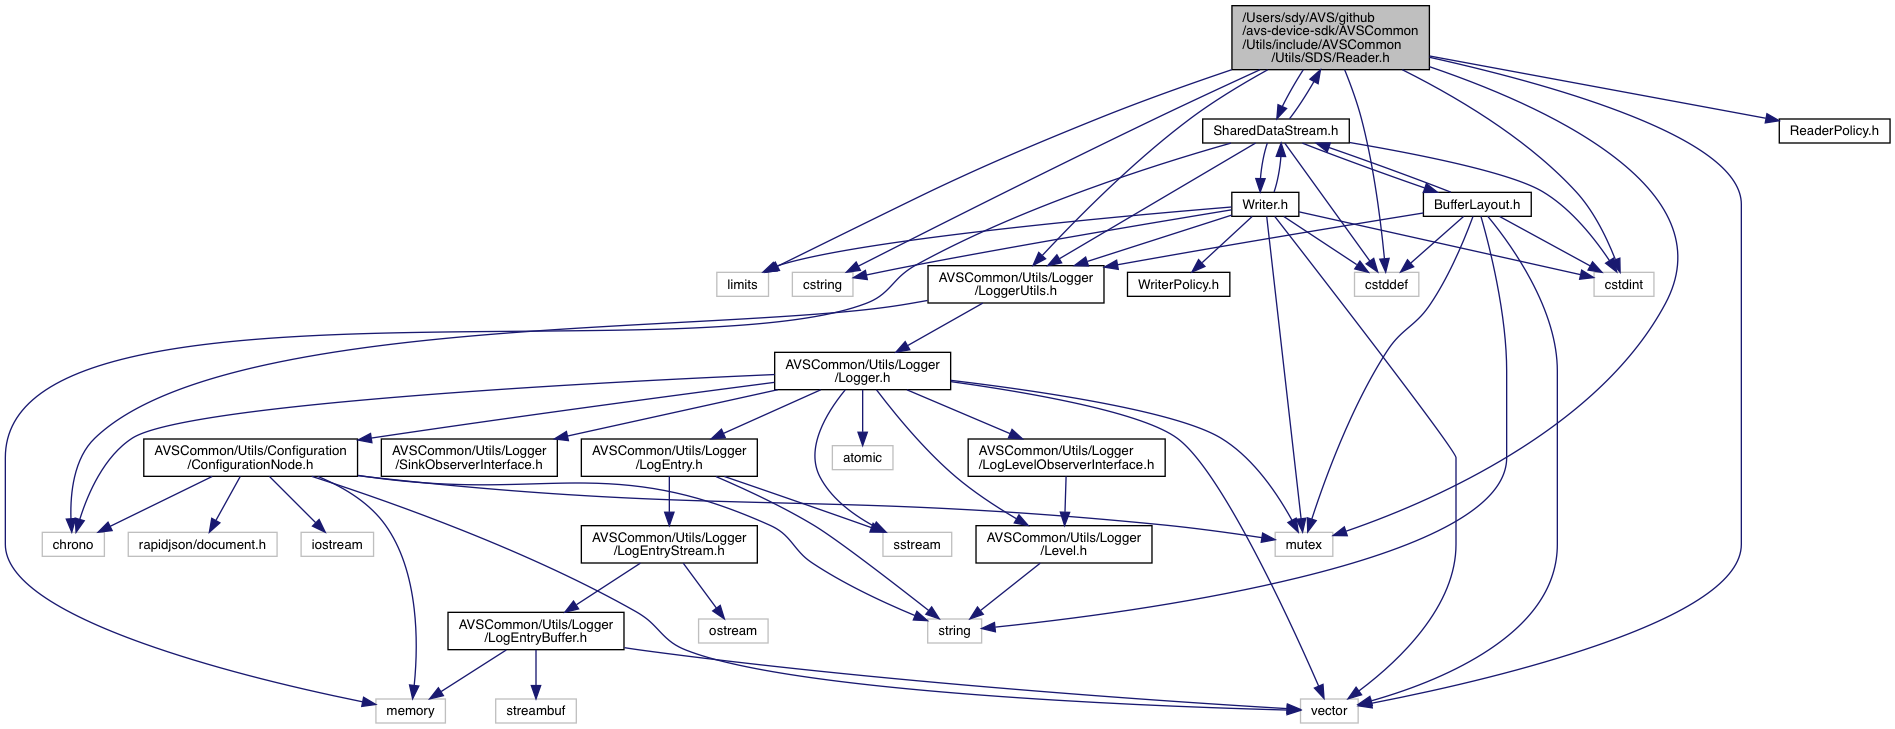 /Users/sdy/AVS/github
/avs-device-sdk/AVSCommon
/Utils/include/AVSCommon
/Utils/SDS/Reader.h
SharedDataStream.h
ReaderPolicy.h
Writer.h
BufferLayout.h
limits
cstring
AVSCommon/Utils/Logger
/LoggerUtils.h
WriterPolicy.h
cstddef
cstdint
AVSCommon/Utils/Logger
/Logger.h
AVSCommon/Utils/Configuration
/ConfigurationNode.h
AVSCommon/Utils/Logger
/SinkObserverInterface.h
AVSCommon/Utils/Logger
/LogEntry.h
atomic
AVSCommon/Utils/Logger
/LogLevelObserverInterface.h
chrono
rapidjson/document.h
iostream
AVSCommon/Utils/Logger
/LogEntryStream.h
sstream
AVSCommon/Utils/Logger
/Level.h
mutex
AVSCommon/Utils/Logger
/LogEntryBuffer.h
ostream
string
memory
streambuf
vector